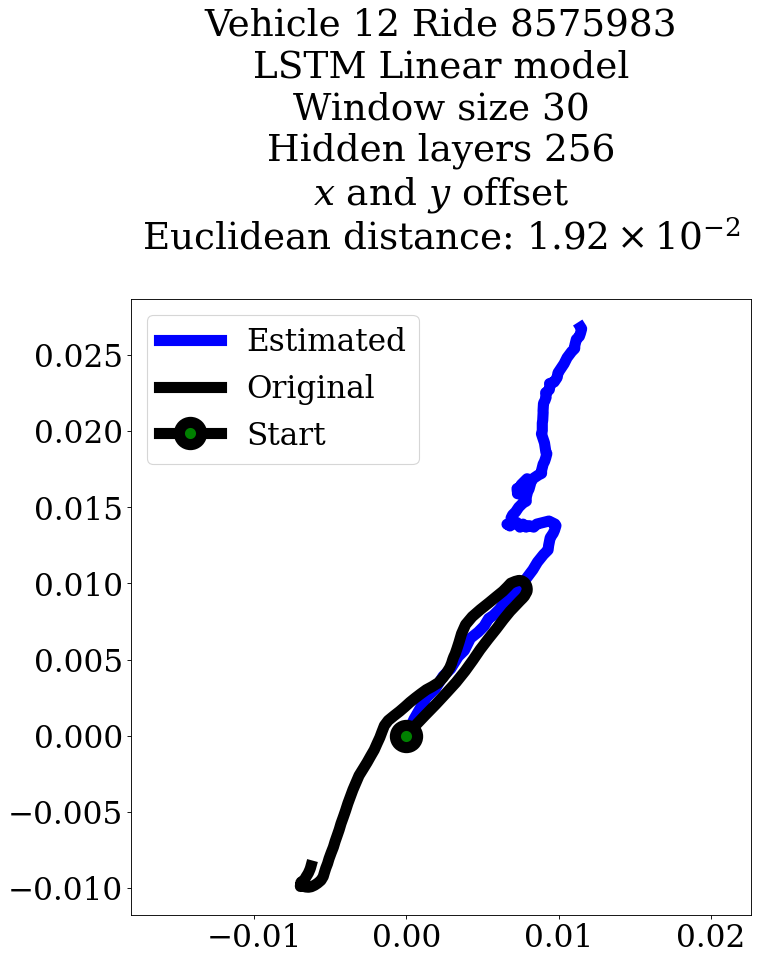 Vehicle 12 Ride 8575983
LSTM Linear model
Window size 30
Hidden layers 256
x and y offset
Euclidean distance: 1.92 × 10⁻²
Estimated
Original
Start
0.025
0.020
0.015
0.010
0.005
0.000
−0.005
−0.010
−0.01 0.00 0.01 0.02